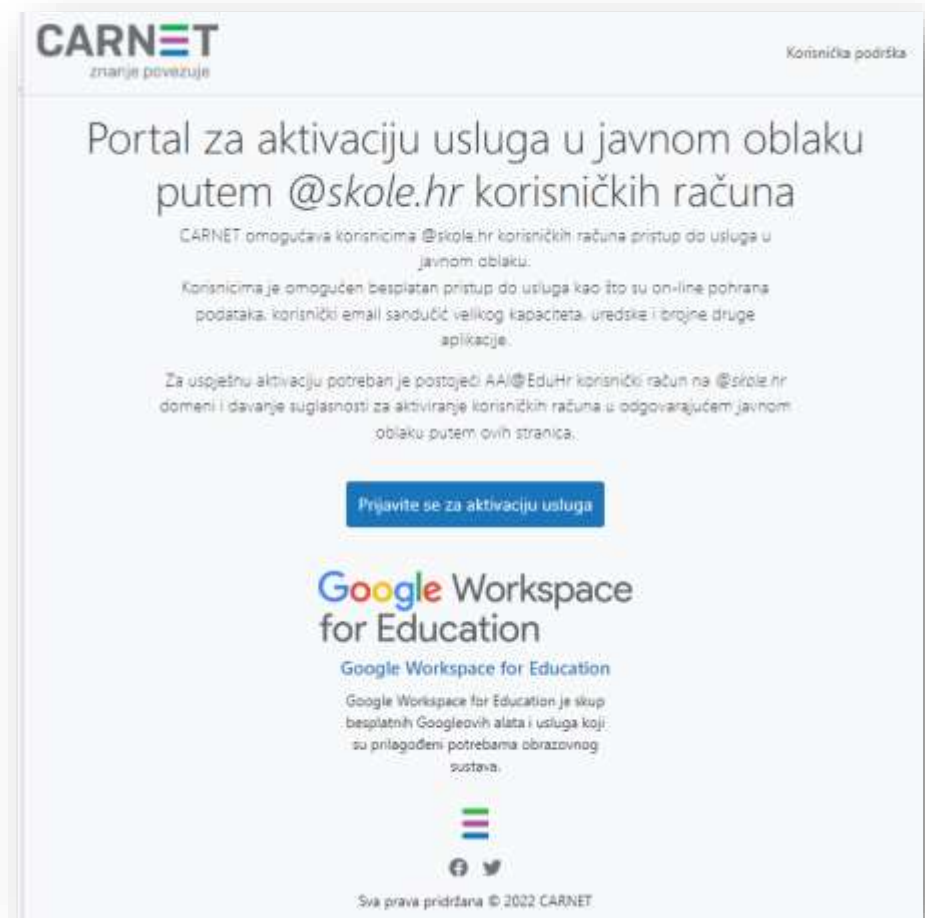 CARNET
znanje povezuje
Korisnička podrška
Portal za aktivaciju usluga u javnom oblaku
putem @skole.hr korisničkih računa
CARNET omogućava korisnicima @skole.hr korisničkih računa pristup do usluga u
javnom oblaku.
Korisnicima je omogućen besplatan pristup do usluga kao što su on-line pohrana
podataka, korisnički email sandučić velikog kapaciteta, uredske i brojne druge
aplikacije.
Za uspješnu aktivaciju potreban je postojeći AAI@EduHr korisnički račun na @skole.hr
domeni i davanje suglasnosti za aktiviranje korisničkih računa u odgovarajućem javnom
oblaku putem ovih stranica.
Prijavite se za aktivaciju usluga
Google Workspace
for Education
Google Workspace for Education
Google Workspace for Education je skup
besplatnih Googleovih alata i usluga koji
su prilagođeni potrebama obrazovnog
sustava.
Sva prava pridržana © 2022 CARNET